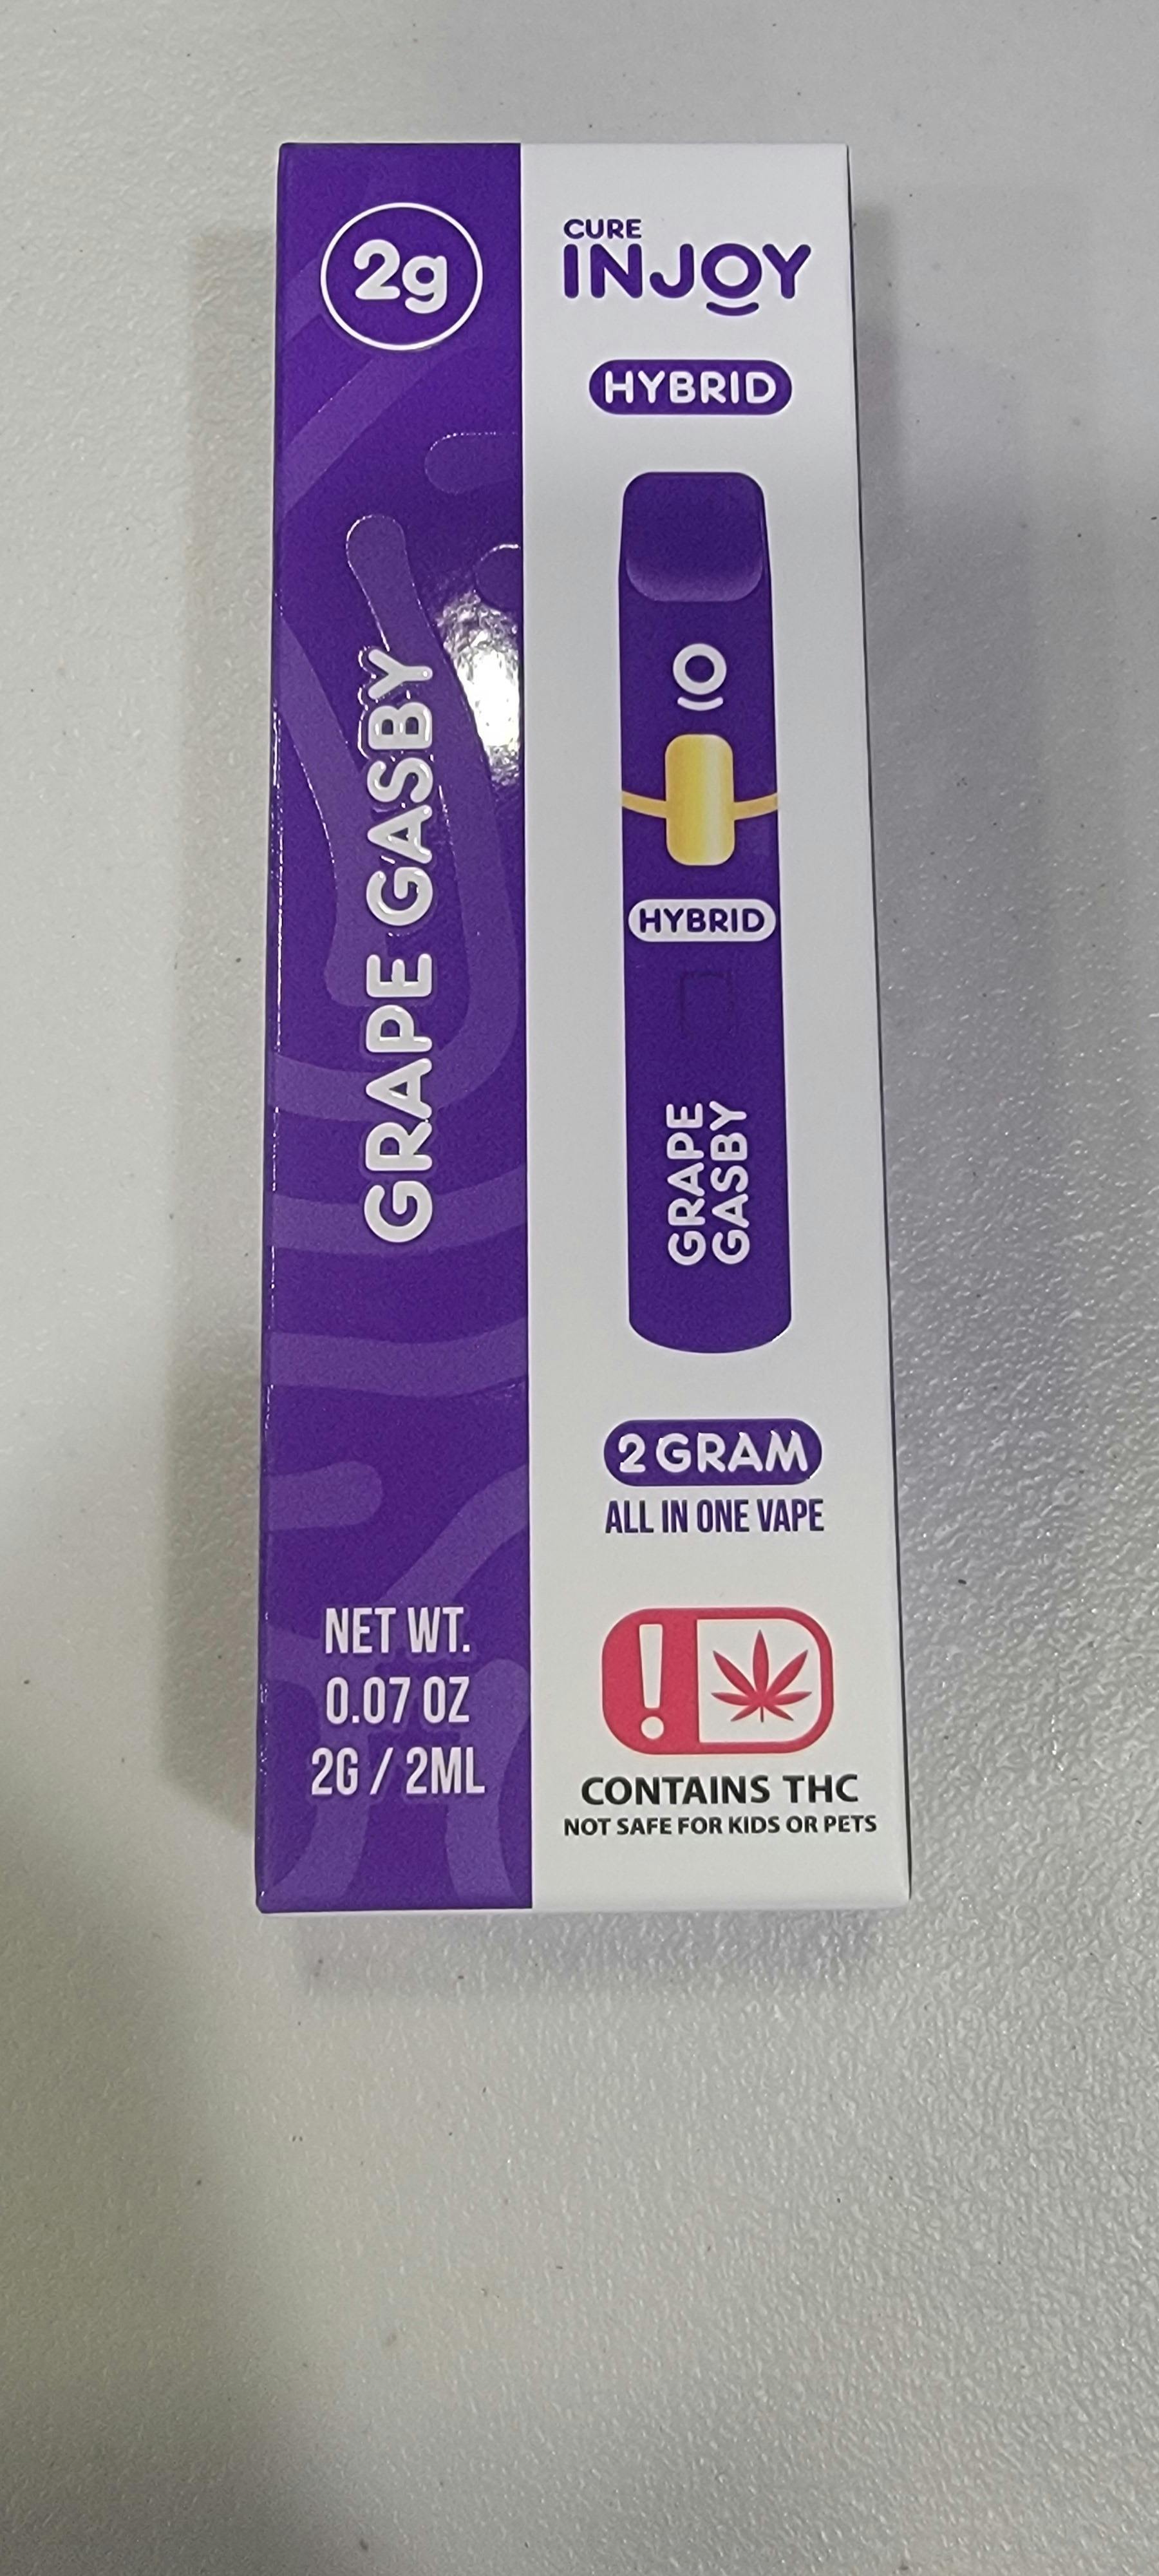 2g
GRAPE GASBY
NET WT.
0.07 OZ
2G / 2ML
CURE
INJOY
HYBRID
HYBRID
GRAPE
GASBY
2 GRAM
ALL IN ONE VAPE
!
CONTAINS THC
NOT SAFE FOR KIDS OR PETS